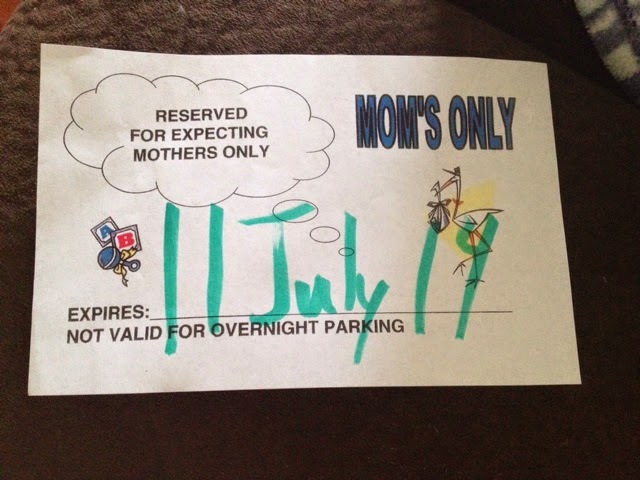 RESERVED
FOR EXPECTING
MOTHERS ONLY
MOM'S ONLY
A
B
EXPIRES: 11 July 14
NOT VALID FOR OVERNIGHT PARKING